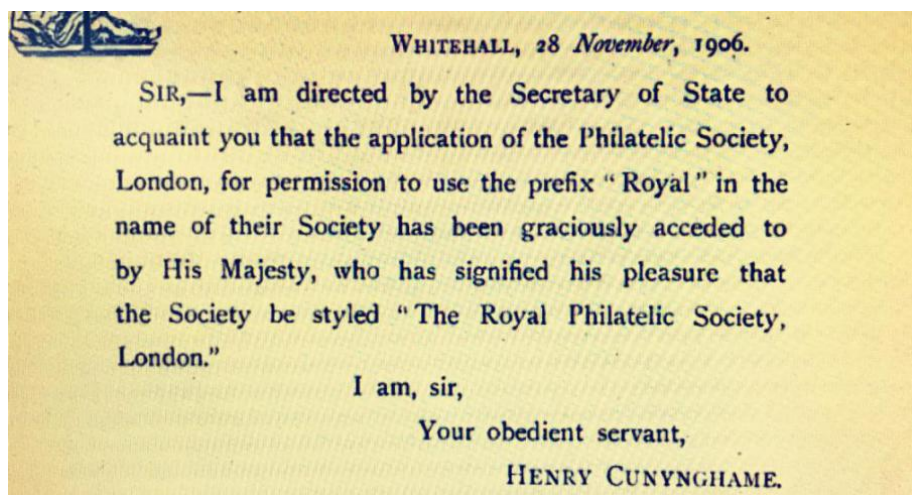 WHITEHALL, 28 November, 1906.
SIR,—I am directed by the Secretary of State to
acquaint you that the application of the Philatelic Society,
London, for permission to use the prefix “Royal” in the
name of their Society has been graciously acceded to
by His Majesty, who has signified his pleasure that
the Society be styled “The Royal Philatelic Society,
London.”
I am, sir,
Your obedient servant,
HENRY CUNYNGHAME.